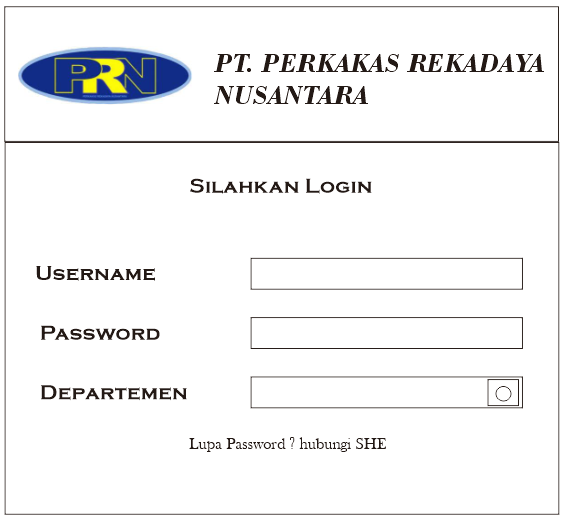 PRN
PT. PERKAKAS REKADAYA
NUSANTARA
SILAHKAN LOGIN
USERNAME
PASSWORD
DEPARTEMEN
Lupa Password ? hubungi SHE